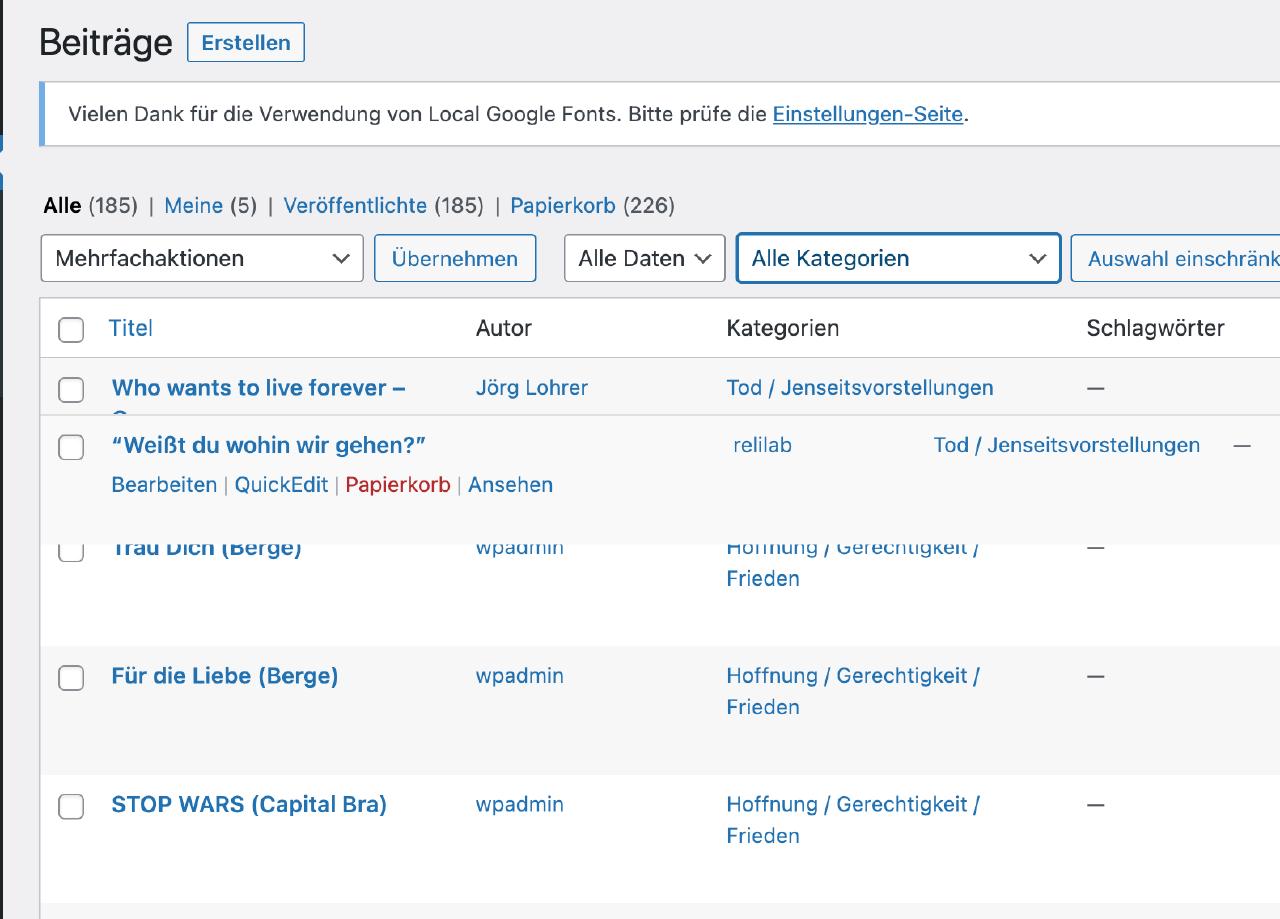 Beiträge Erstellen
Vielen Dank für die Verwendung von Local Google Fonts. Bitte prüfe die Einstellungen-Seite.
Alle (185) | Meine (5) | Veröffentlichte (185) | Papierkorb (226)
Mehrfachaktionen Übernehmen Alle Daten Alle Kategorien Auswahl einschränk
Titel Autor Kategorien Schlagwörter
Who wants to live forever – Jörg Lohrer Tod / Jenseitsvorstellungen —
“Weißt du wohin wir gehen?” relilab Tod / Jenseitsvorstellungen —
Bearbeiten | QuickEdit | Papierkorb | Ansehen
Trau Dich (Berge) wpadmin Hoffnung / Gerechtigkeit / —
Frieden
Für die Liebe (Berge) wpadmin Hoffnung / Gerechtigkeit / —
Frieden
STOP WARS (Capital Bra) wpadmin Hoffnung / Gerechtigkeit / —
Frieden